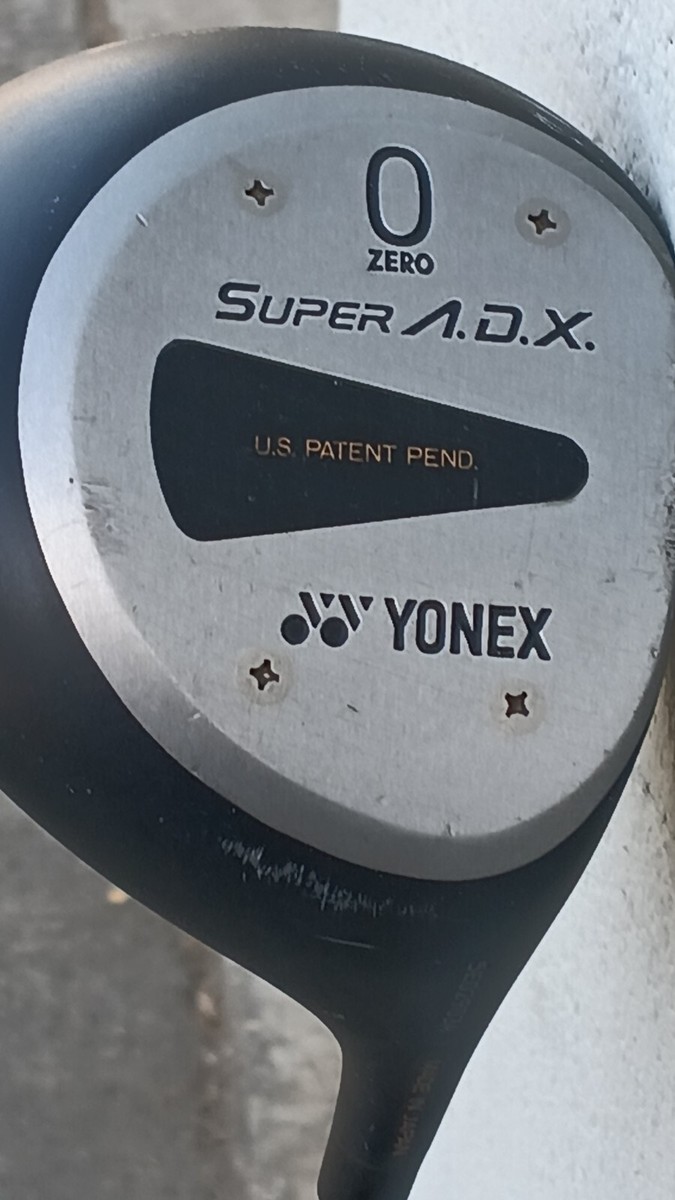 0
ZERO
SUPER A.D.X.
U.S. PATENT PEND.
YONEX